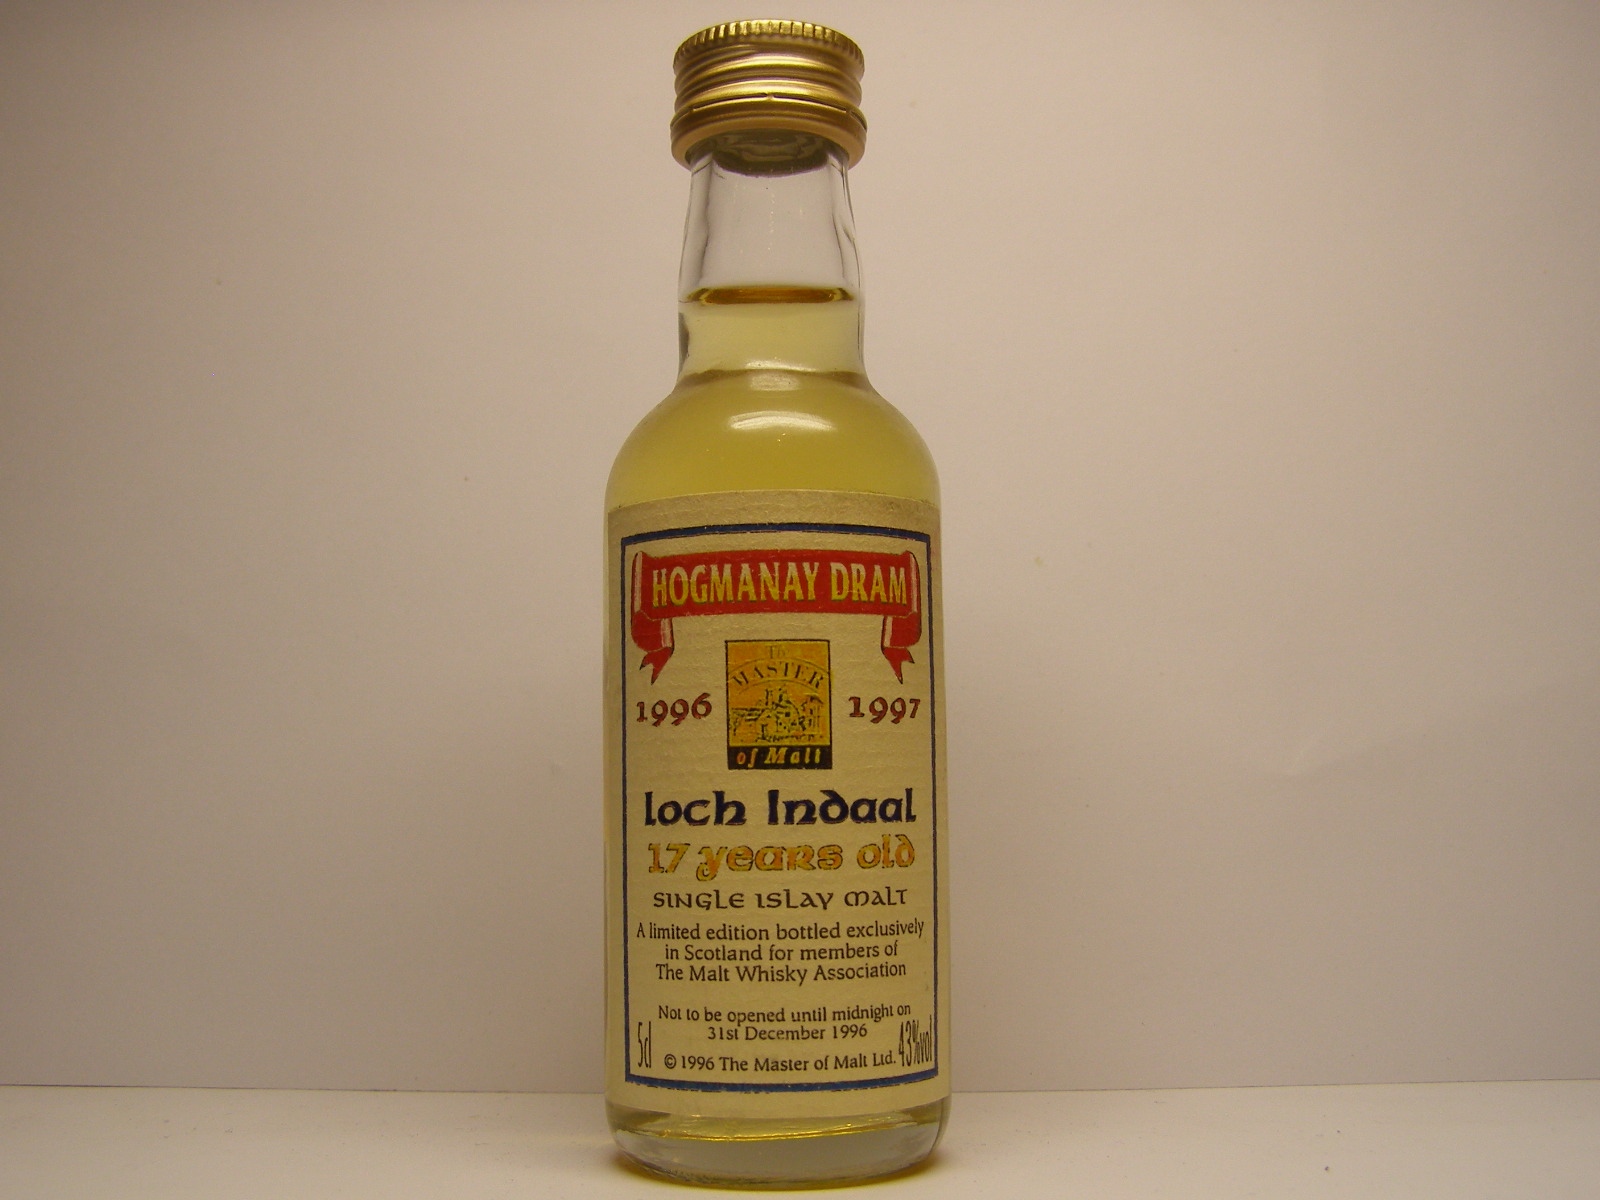 HOGMANAY DRAM
The
MASTER
of Malt
1996 1997
Loch Indaal
17 years old
SINGLE ISLAY MALT
A limited edition bottled exclusively
in Scotland for members of
The Malt Whisky Association
Not to be opened until midnight on
31st December 1996
5cl © 1996 The Master of Malt Ltd. 43%vol